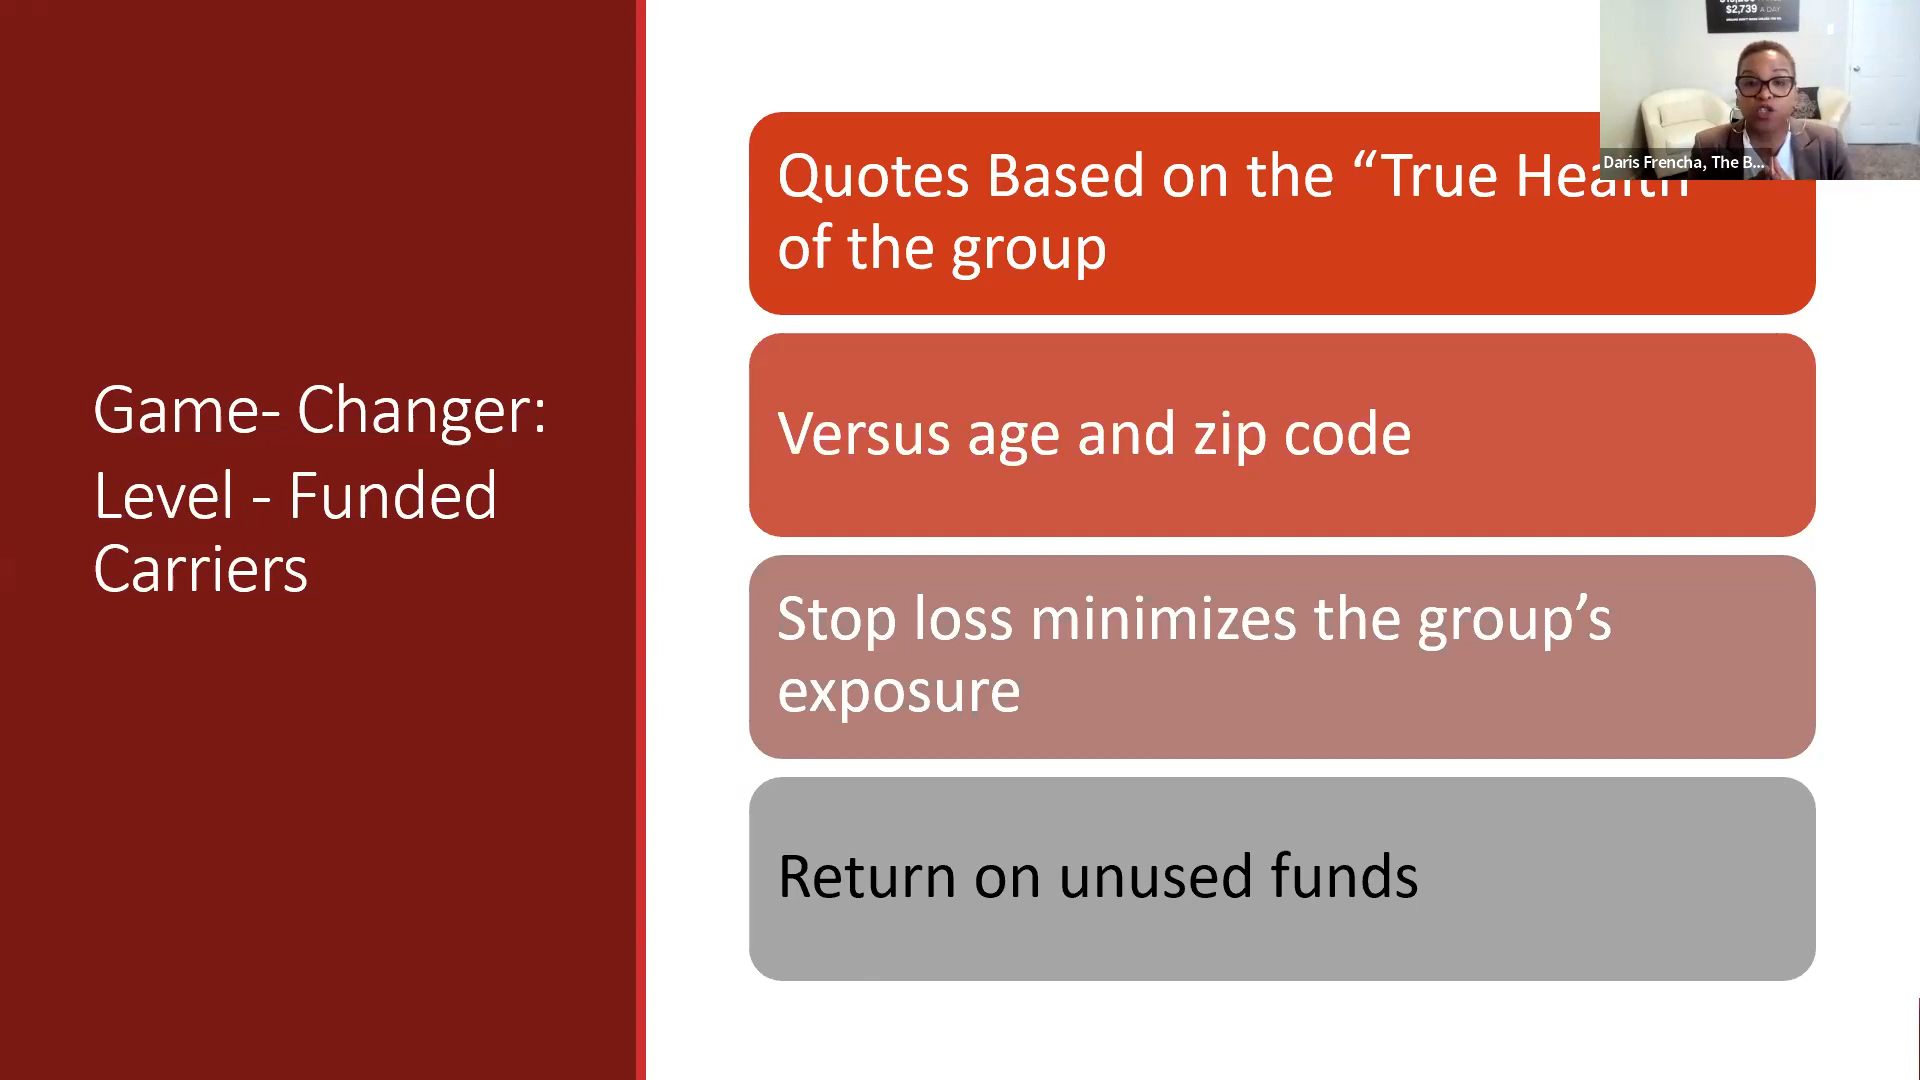 Game- Changer:
Level - Funded
Carriers
Quotes Based on the “True Health
of the group
Versus age and zip code
Stop loss minimizes the group’s
exposure
Return on unused funds
$2,739 A DAY
Daris Frencha, The B...